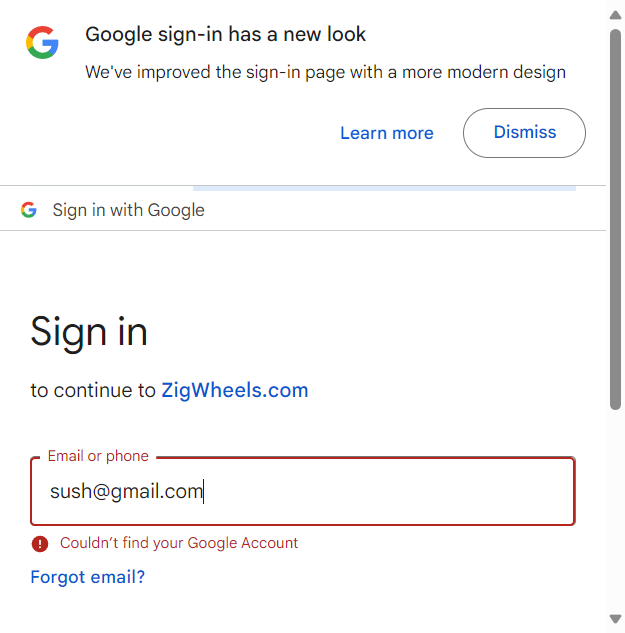 Google sign-in has a new look
We've improved the sign-in page with a more modern design
Learn more
Dismiss
Sign in with Google
Sign in
to continue to ZigWheels.com
Email or phone
sush@gmail.com
Couldn’t find your Google Account
Forgot email?